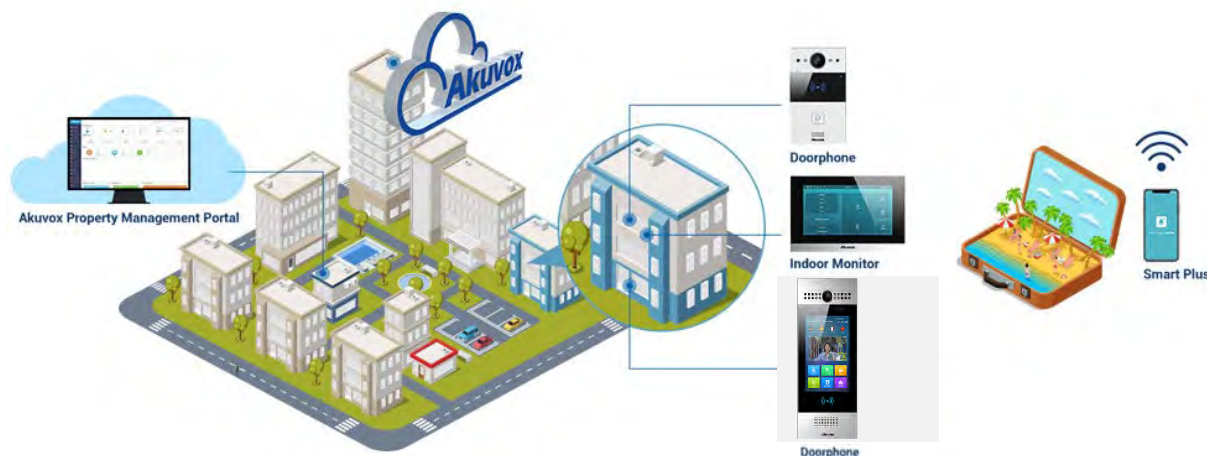 Akuvox
Akuvox Property Management Portal
Doorphone
Indoor Monitor
Doorphone
Smart Plus